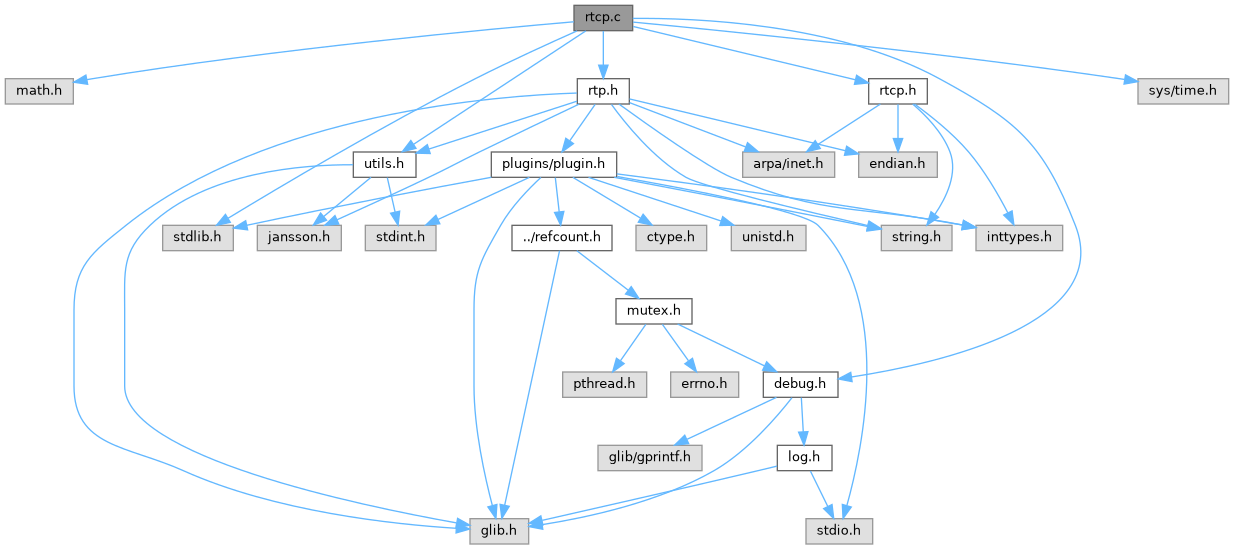 rtcp.c
math.h
rtp.h
rtcp.h
sys/time.h
utils.h
plugins/plugin.h
arpa/inet.h
endian.h
stdlib.h
jansson.h
stdint.h
../refcount.h
ctype.h
unistd.h
string.h
inttypes.h
mutex.h
pthread.h
errno.h
debug.h
glib/gprintf.h
log.h
glib.h
stdio.h